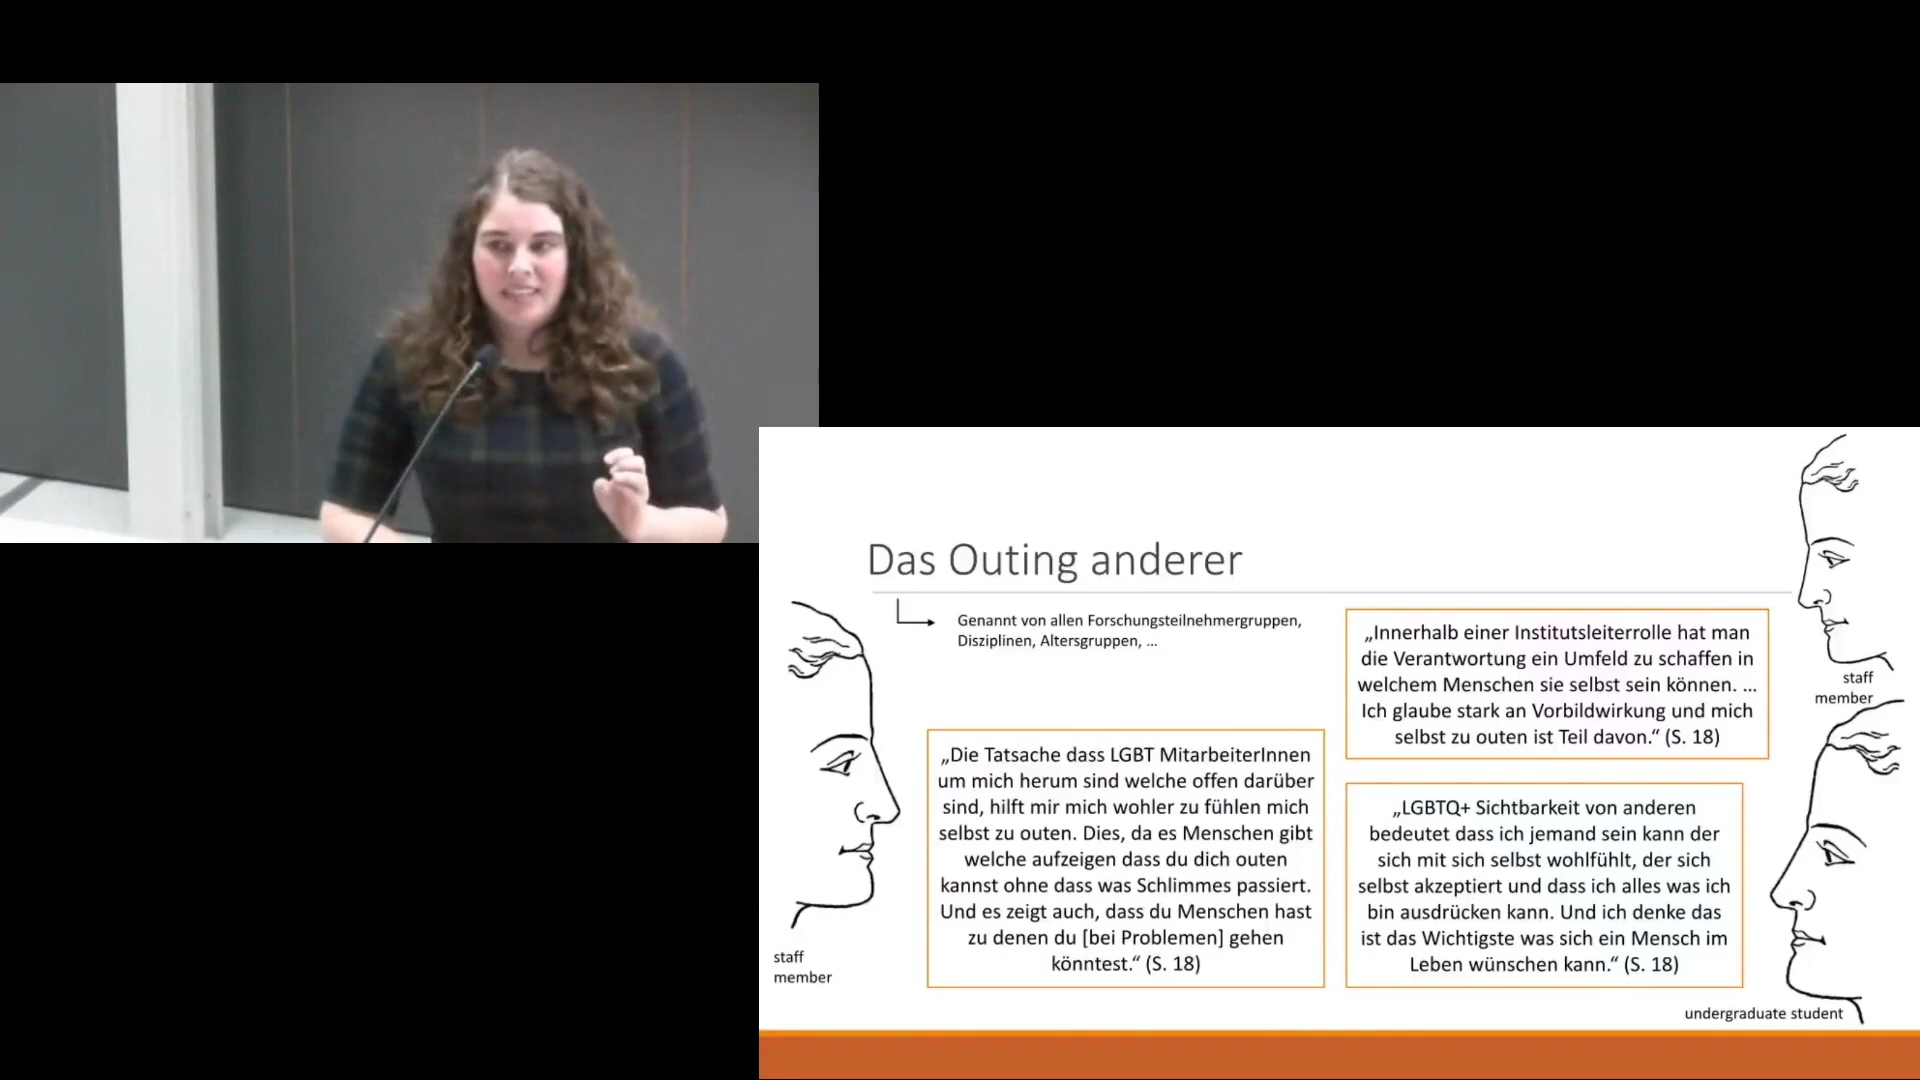 Das Outing anderer
Genannt von allen Forschungsteilnehmergruppen,
Disziplinen, Altersgruppen, ...
„Die Tatsache dass LGBT MitarbeiterInnen
um mich herum sind welche offen darüber
sind, hilft mir mich wohler zu fühlen mich
selbst zu outen. Dies, da es Menschen gibt
welche aufzeigen dass du dich outen
kannst ohne dass was Schlimmes passiert.
Und es zeigt auch, dass du Menschen hast
zu denen du [bei Problemen] gehen
könntest.“ (S. 18)
staff
member
„Innerhalb einer Institutsleiterrolle hat man
die Verantwortung ein Umfeld zu schaffen in
welchem Menschen sie selbst sein können. ...
Ich glaube stark an Vorbildwirkung und mich
selbst zu outen ist Teil davon.“ (S. 18)
staff
member
„LGBTQ+ Sichtbarkeit von anderen
bedeutet dass ich jemand sein kann der
sich mit sich selbst wohlfühlt, der sich
selbst akzeptiert und dass ich alles was ich
bin ausdrücken kann. Und ich denke das
ist das Wichtigste was sich ein Mensch im
Leben wünschen kann.“ (S. 18)
undergraduate student